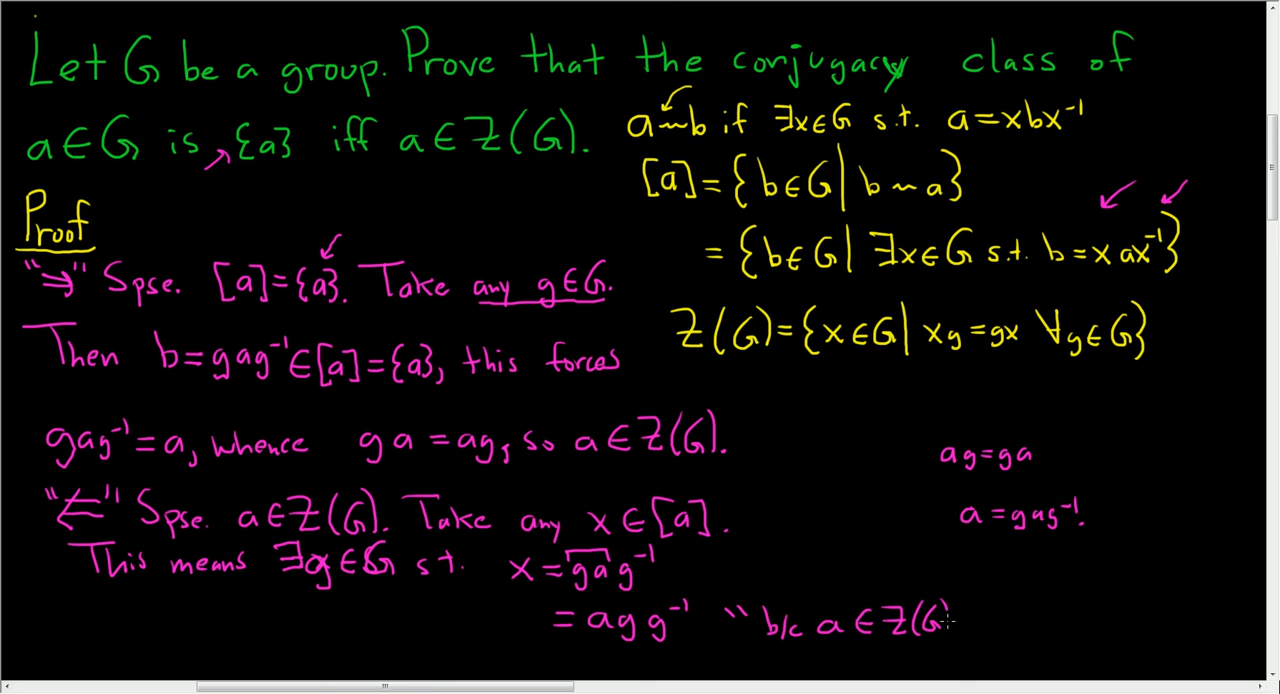 Let G be a group. Prove that the conjugacy class of
a∈G is {a} iff a∈Z(G).
a~b if ∃x∈G s.t. a=xbx⁻¹
[a]={b∈G| b~a}
={b∈G| ∃x∈G s.t. b=xax⁻¹}
Z(G)={x∈G| xg=gx ∀g∈G}
Proof
"⇒" Spse. [a]={a}. Take any g∈G.
Then b=gag⁻¹∈[a]={a}, this forces
gag⁻¹=a, whence ga=ag, so a∈Z(G).
ag=ga
a=gag⁻¹.
"⇐" Spse. a∈Z(G). Take any x∈[a].
This means ∃g∈G s.t. x=gag⁻¹
=agg⁻¹ "b/c a∈Z(G)